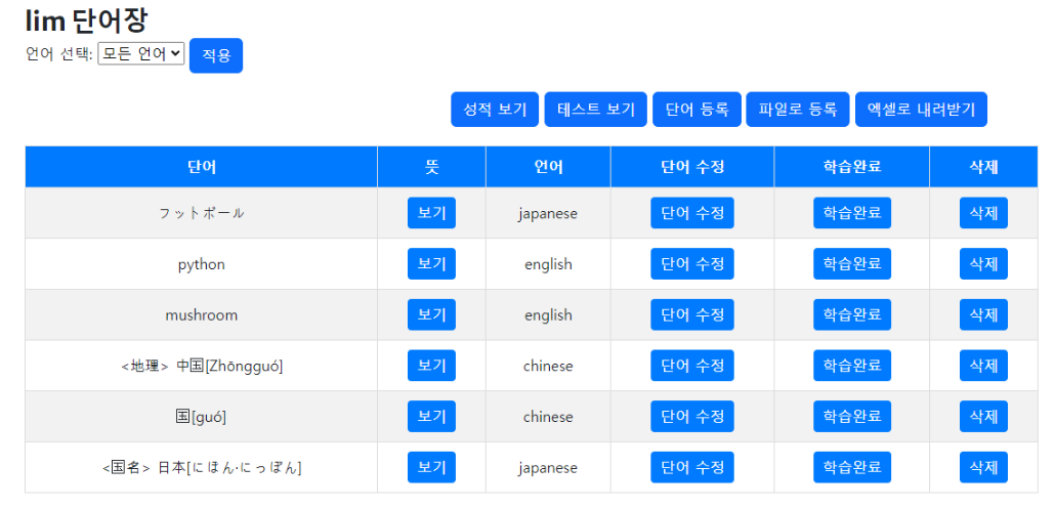 lim 단어장
언어 선택: 모든 언어 적용
성적 보기 테스트 보기 단어 등록 파일로 등록 엑셀로 내려받기
단어 뜻 언어 단어 수정 학습완료 삭제
フットボール 보기 japanese 단어 수정 학습완료 삭제
python 보기 english 단어 수정 학습완료 삭제
mushroom 보기 english 단어 수정 학습완료 삭제
<地理> 中国[Zhōngguó] 보기 chinese 단어 수정 학습완료 삭제
国[guó] 보기 chinese 단어 수정 학습완료 삭제
<国名> 日本[にほん·にっぽん] 보기 japanese 단어 수정 학습완료 삭제